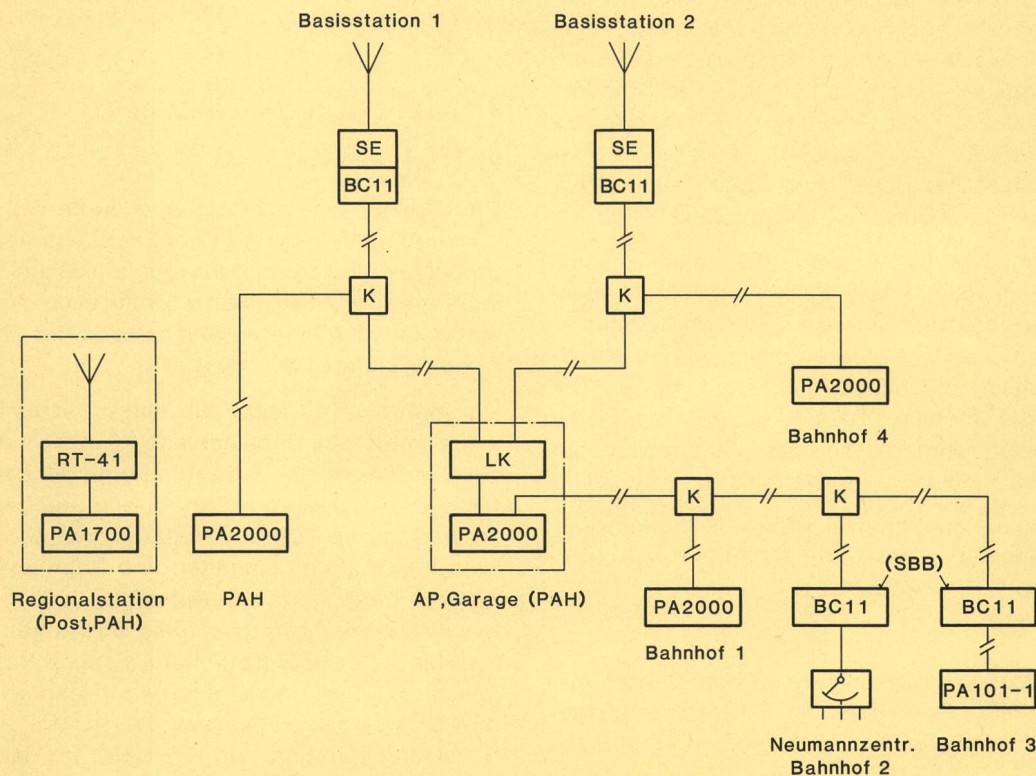 Basisstation 1
Basisstation 2
SE
BC11
SE
BC11
K
K
PA2000
Bahnhof 4
RT-41
PA1700
Regionalstation
(Post,PAH)
PA2000
PAH
LK
PA2000
AP,Garage (PAH)
K
K
PA2000
Bahnhof 1
(SBB)
BC11
BC11
PA101-1
Neumannzentr.
Bahnhof 2
Bahnhof 3